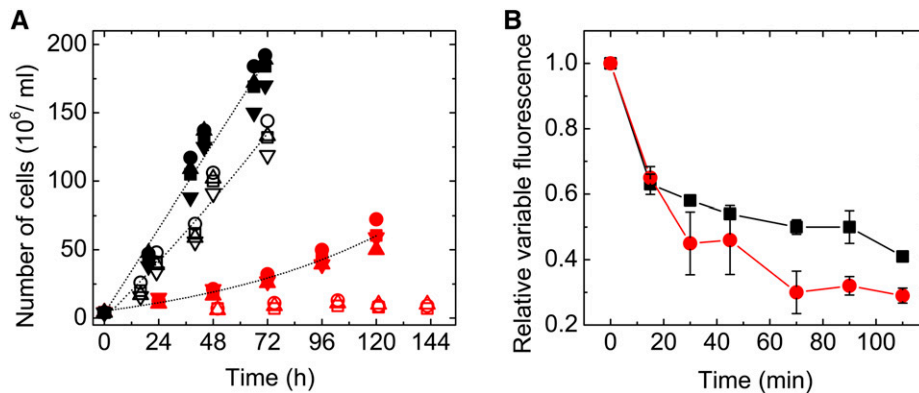 A
Number of cells (10⁶/ ml)
200
150
100
50
0
0 24 48 72 96 120 144
Time (h)
B
Relative variable fluorescence
1.0
0.8
0.6
0.4
0.2
0 20 40 60 80 100
Time (min)